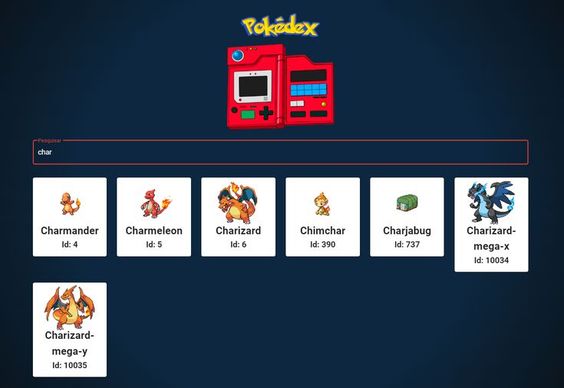 Pokédex
Pesquisar
char
Charmander
Id: 4
Charmeleon
Id: 5
Charizard
Id: 6
Chimchar
Id: 390
Charjabug
Id: 737
Charizard-
mega-x
Id: 10034
Charizard-
mega-y
Id: 10035